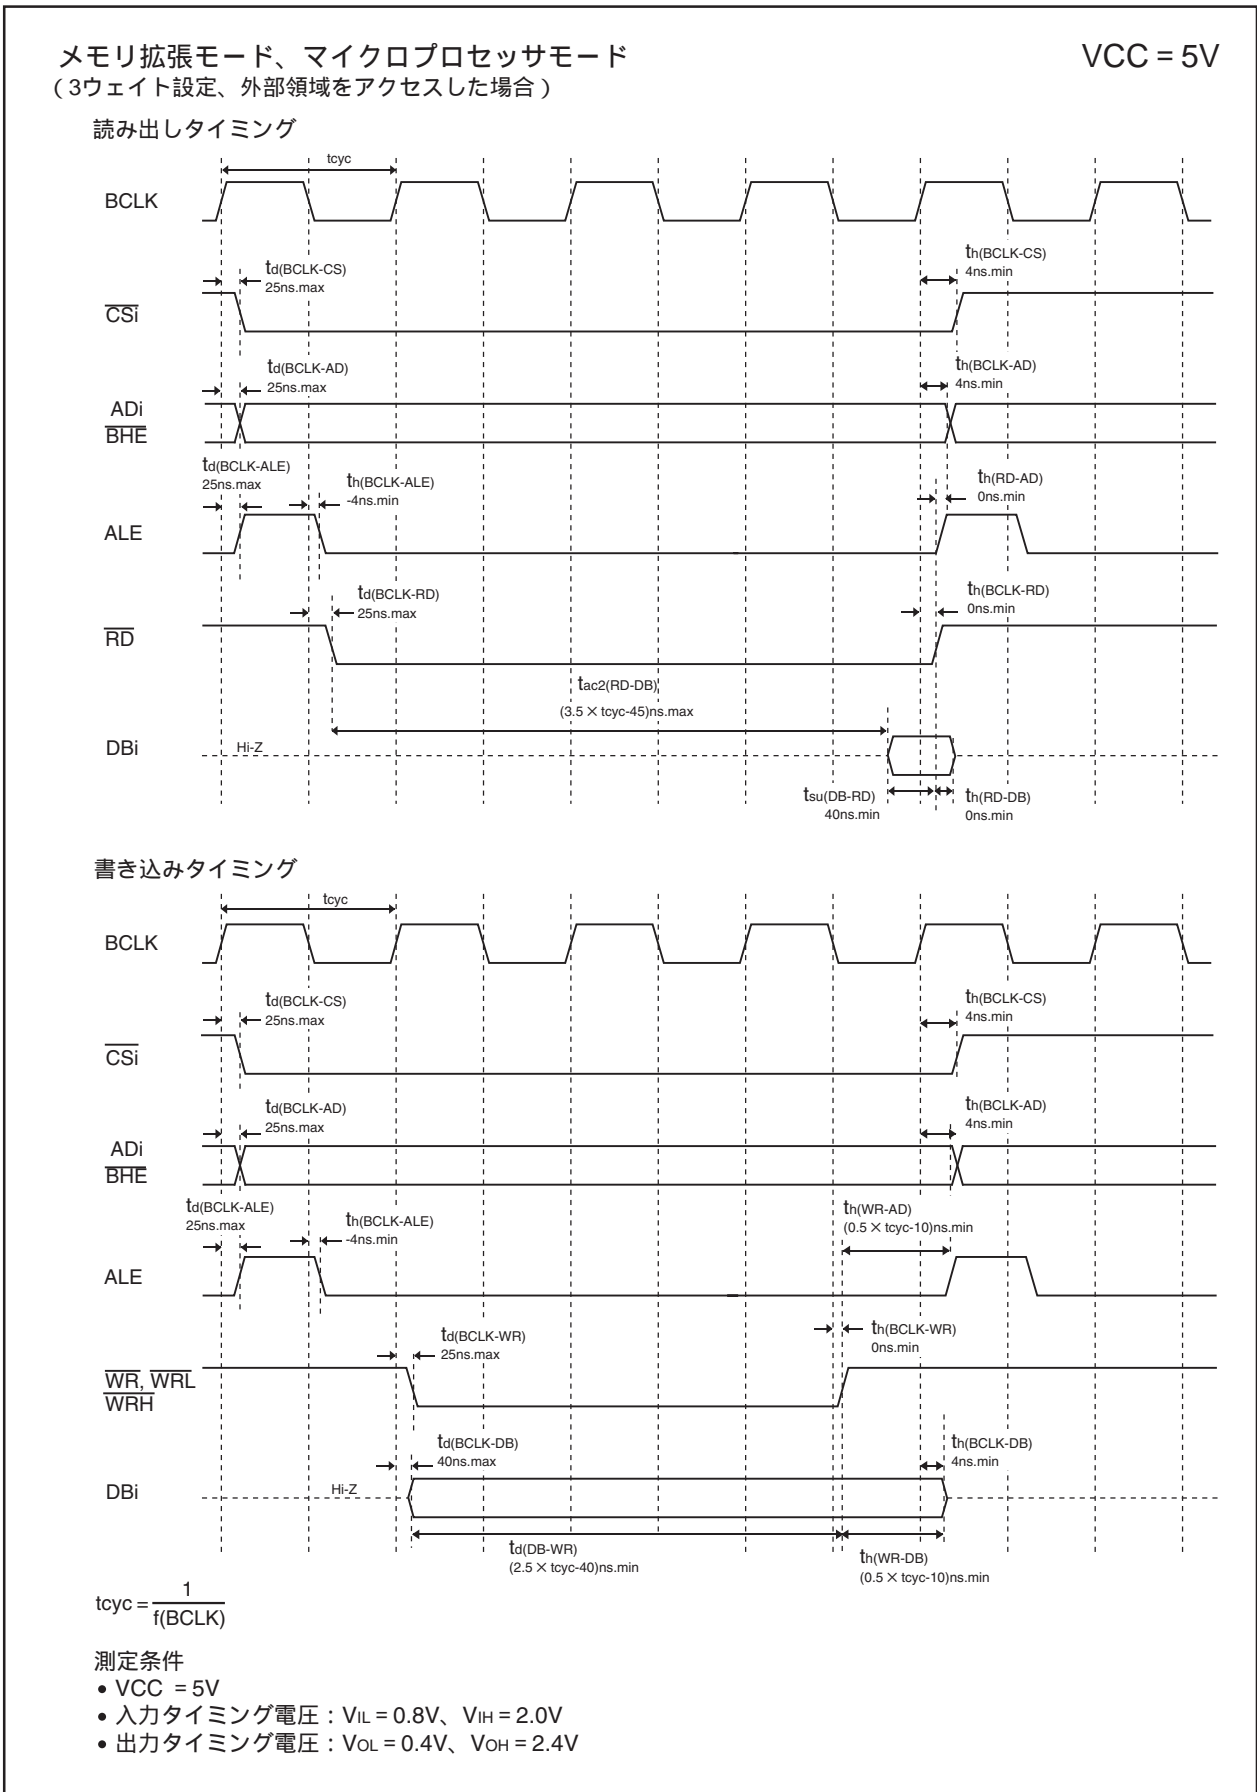 メモリ拡張モード、マイクロプロセッサモード VCC = 5V
(3ウェイト設定、外部領域をアクセスした場合)
読み出しタイミング
tcyc
BCLK
td(BCLK-CS)
25ns.max
th(BCLK-CS)
4ns.min
CSi
td(BCLK-AD)
25ns.max
th(BCLK-AD)
4ns.min
ADi
BHE
td(BCLK-ALE)
25ns.max
th(BCLK-ALE)
-4ns.min
th(RD-AD)
0ns.min
ALE
td(BCLK-RD)
25ns.max
th(BCLK-RD)
0ns.min
RD
tac2(RD-DB)
(3.5 × tcyc-45)ns.max
DBi
Hi-Z
tsu(DB-RD)
40ns.min
th(RD-DB)
0ns.min
書き込みタイミング
tcyc
BCLK
td(BCLK-CS)
25ns.max
th(BCLK-CS)
4ns.min
CSi
td(BCLK-AD)
25ns.max
th(BCLK-AD)
4ns.min
ADi
BHE
td(BCLK-ALE)
25ns.max
th(BCLK-ALE)
-4ns.min
th(WR-AD)
(0.5 × tcyc-10)ns.min
ALE
td(BCLK-WR)
25ns.max
th(BCLK-WR)
0ns.min
WR, WRL
WRH
td(BCLK-DB)
40ns.max
th(BCLK-DB)
4ns.min
DBi
Hi-Z
td(DB-WR)
(2.5 × tcyc-40)ns.min
th(WR-DB)
(0.5 × tcyc-10)ns.min
tcyc = 1
f(BCLK)
測定条件
• VCC = 5V
• 入力タイミング電圧:VIL = 0.8V、VIH = 2.0V
• 出力タイミング電圧:VOL = 0.4V、VOH = 2.4V